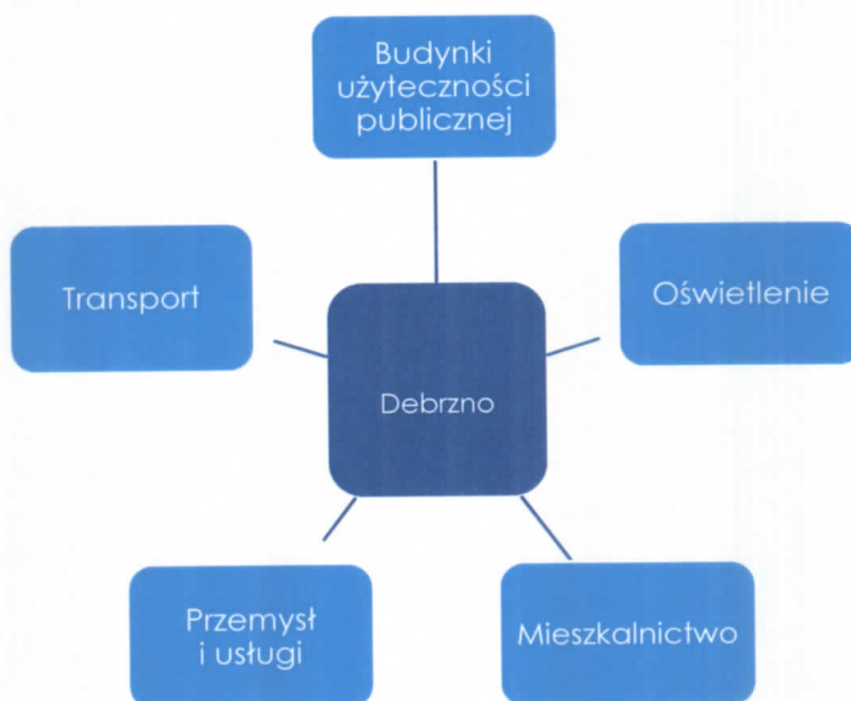 Budynki
użyteczności
publicznej
Transport
Oświetlenie
Debrzno
Przemysł
i usługi
Mieszkalnictwo